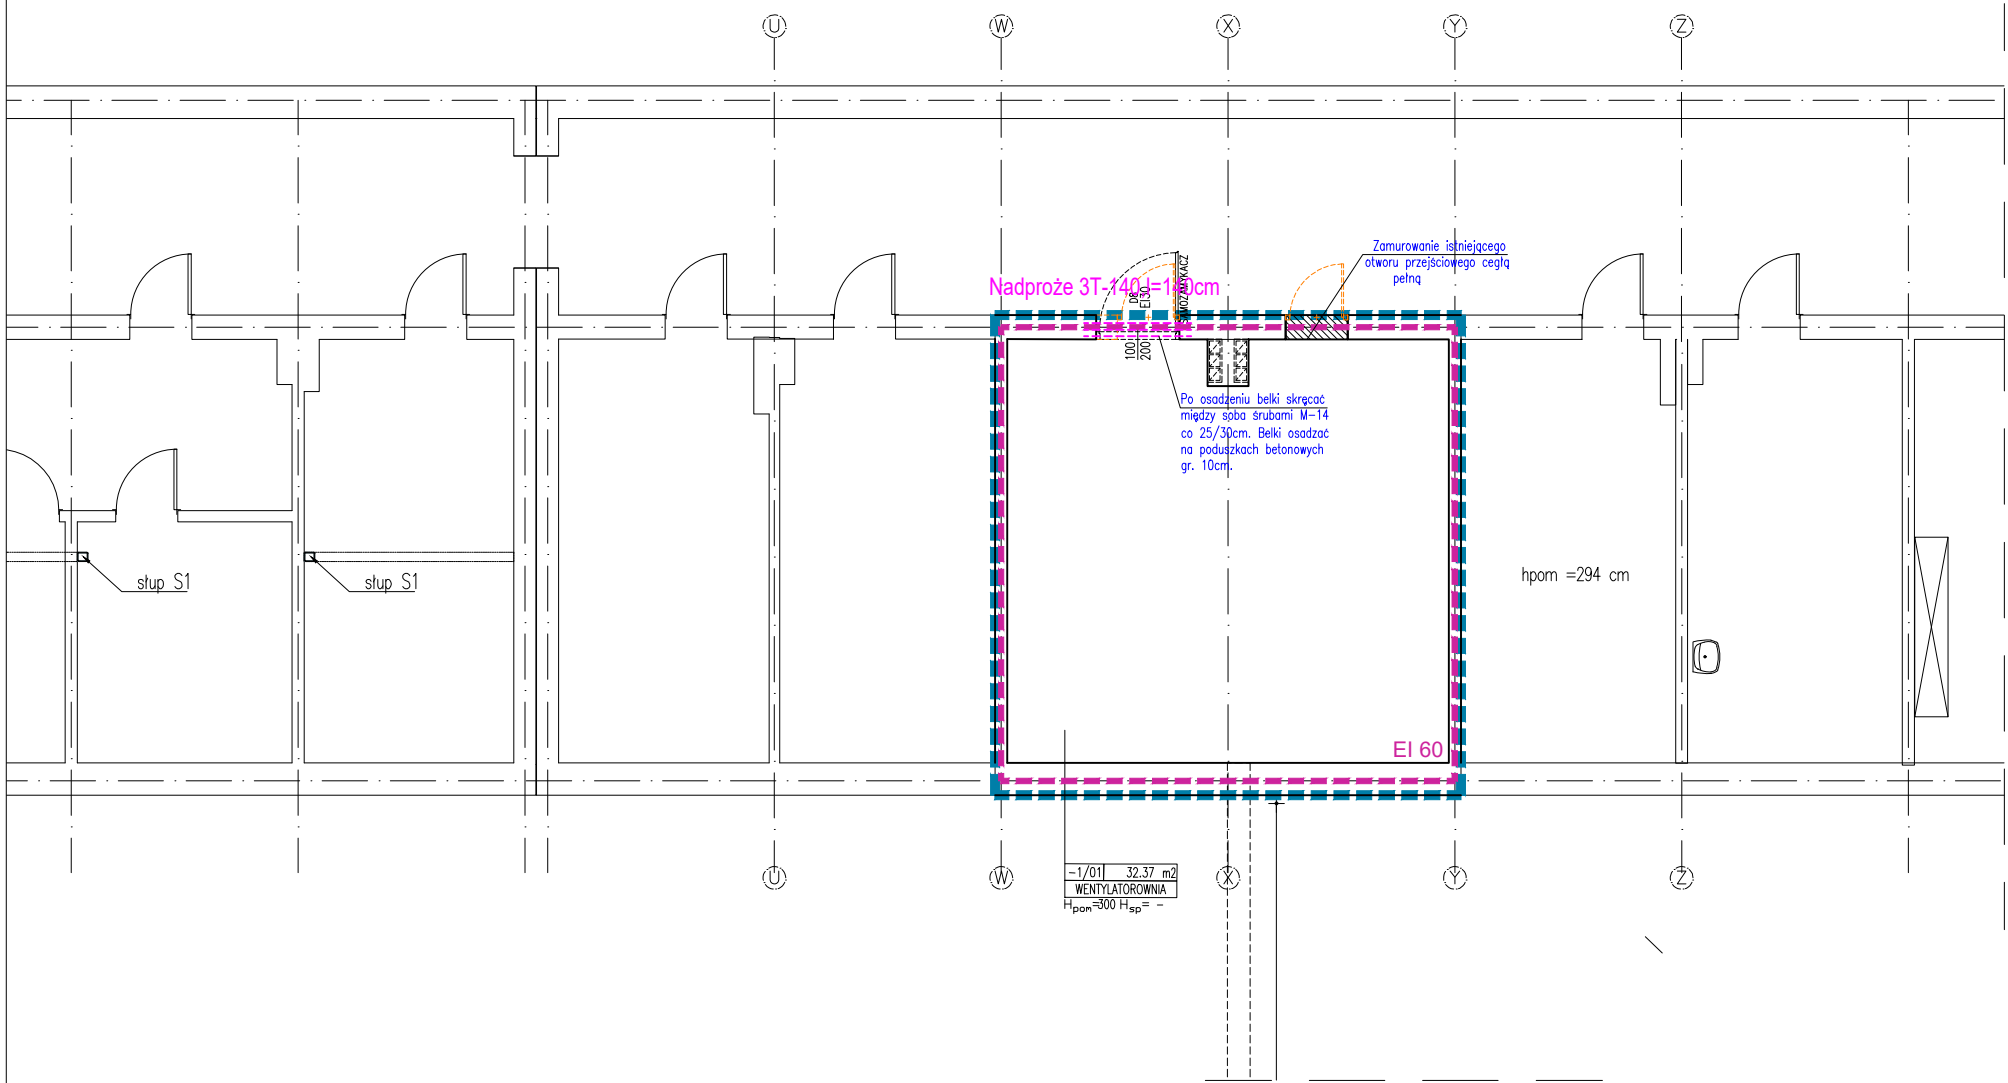 U
W
X
Y
Z
Zamurowanie istniejącego
otworu przejściowego cegłą
pełną
Nadproże 3T-140 l=140cm
D8
EI30
SAMOZAMYKACZ
100
200
Po osadzeniu belki skręcać
między soba śrubami M-14
co 25/30cm. Belki osadzać
na poduszkach betonowych
gr. 10cm.
słup S1
słup S1
hpom =294 cm
EI 60
-1/01 32.37 m2
WENTYLATOROWNIA
Hpom=300 Hsp= -
U
W
X
Y
Z